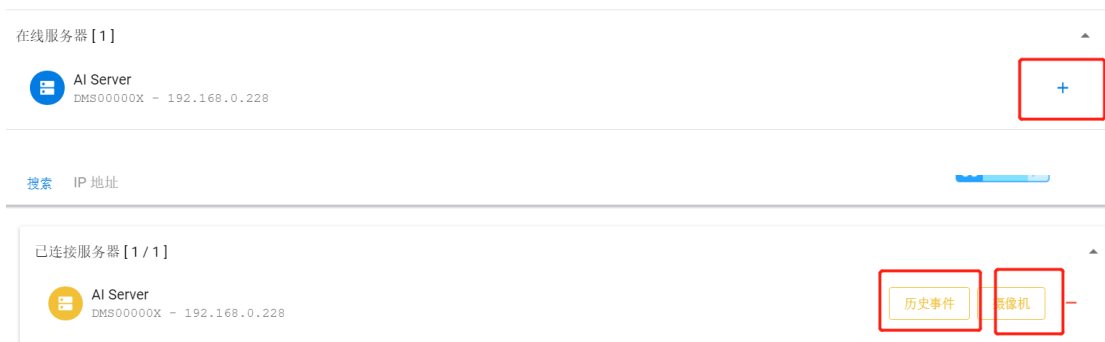 在线服务器 [ 1 ]
AI Server
DMS00000X - 192.168.0.228
搜索 IP 地址
已连接服务器 [ 1 / 1 ]
AI Server
DMS00000X - 192.168.0.228
历史事件 摄像机